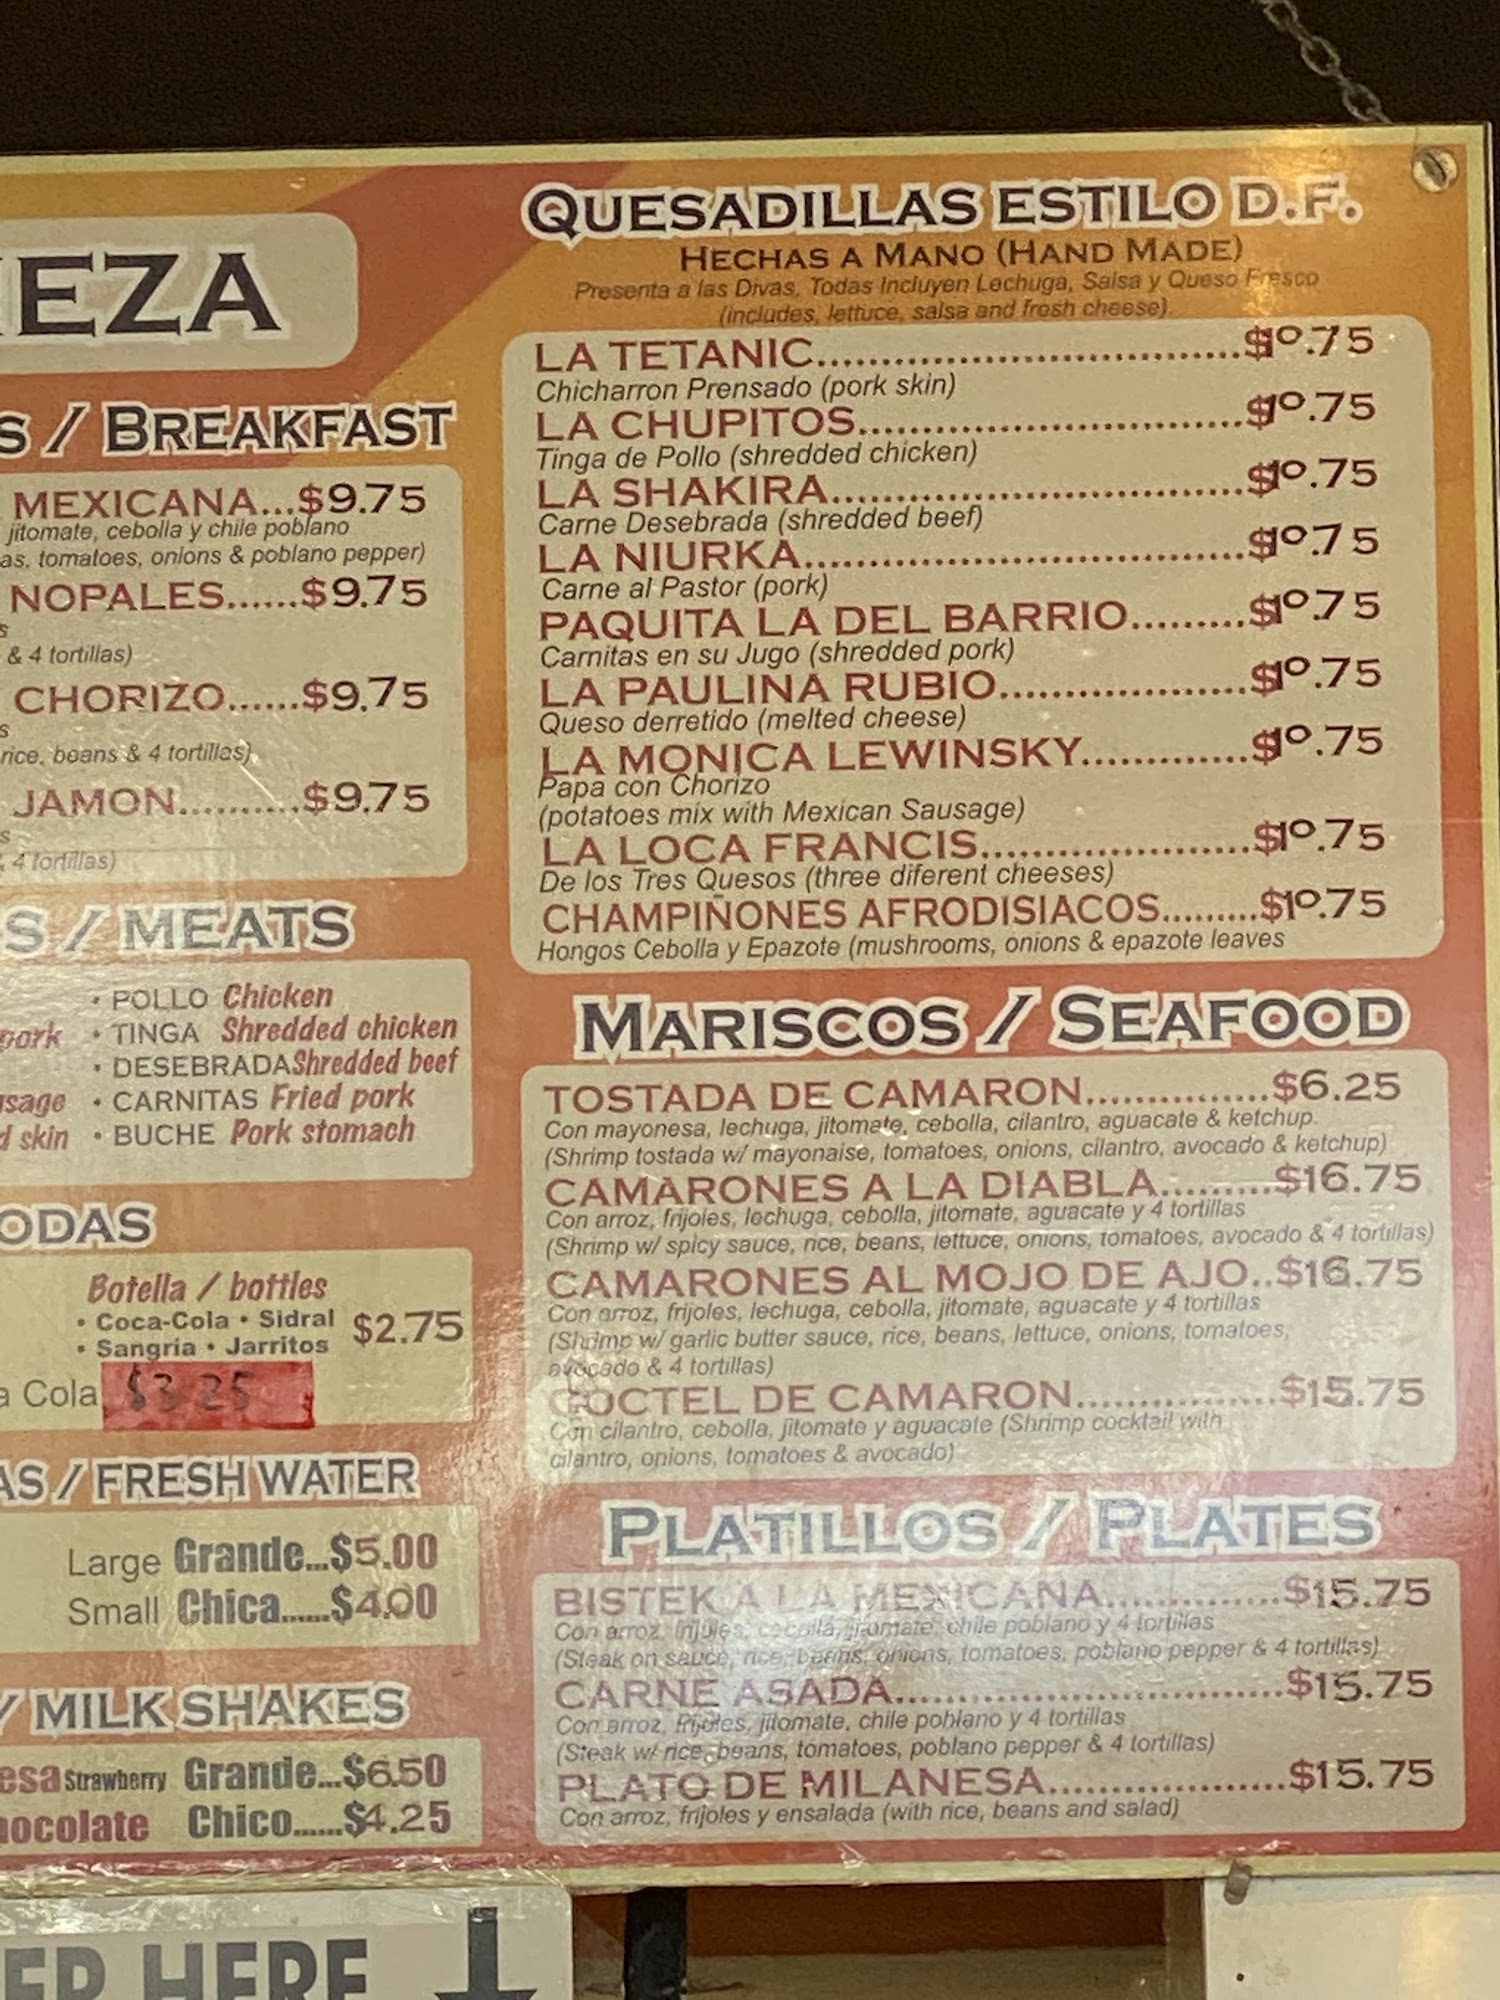 EZA
S / BREAKFAST
MEXICANA...$9.75
jitomate, cebolla y chile poblano
as, tomatoes, onions & poblano pepper)
NOPALES......$9.75
s
& 4 tortillas)
CHORIZO......$9.75
s
rice, beans & 4 tortillas)
JAMON..........$9.75
s
& 4 tortillas)
S / MEATS
• POLLO Chicken
pork • TINGA Shredded chicken
• DESEBRADA Shredded beef
usage • CARNITAS Fried pork
d skin • BUCHE Pork stomach
ODAS
Botella / bottles
• Coca-Cola • Sidral $2.75
• Sangria • Jarritos
a Cola $3.25
AS / FRESH WATER
Large Grande...$5.00
Small Chica......$4.00
/ MILK SHAKES
esa Strawberry Grande...$6.50
hocolate Chico......$4.25
QUESADILLAS ESTILO D.F.
HECHAS A MANO (HAND MADE)
Presenta a las Divas, Todas Incluyen Lechuga, Salsa y Queso Fresco
(includes, lettuce, salsa and fresh cheese).
LA TETANIC...................................$10.75
Chicharron Prensado (pork skin)
LA CHUPITOS................................$10.75
Tinga de Pollo (shredded chicken)
LA SHAKIRA..................................$10.75
Carne Desebrada (shredded beef)
LA NIURKA....................................$10.75
Carne al Pastor (pork)
PAQUITA LA DEL BARRIO.........$10.75
Carnitas en su Jugo (shredded pork)
LA PAULINA RUBIO....................$10.75
Queso derretido (melted cheese)
LA MONICA LEWINSKY.............$10.75
Papa con Chorizo
(potatoes mix with Mexican Sausage)
LA LOCA FRANCIS......................$10.75
De los Tres Quesos (three diferent cheeses)
CHAMPIÑONES AFRODISIACOS.........$10.75
Hongos Cebolla y Epazote (mushrooms, onions & epazote leaves
MARISCOS / SEAFOOD
TOSTADA DE CAMARON...............$6.25
Con mayonesa, lechuga, jitomate, cebolla, cilantro, aguacate & ketchup.
(Shrimp tostada w/ mayonaise, tomatoes, onions, cilantro, avocado & ketchup)
CAMARONES A LA DIABLA..........$16.75
Con arroz, frijoles, lechuga, cebolla, jitomate, aguacate y 4 tortillas
(Shrimp w/ spicy sauce, rice, beans, lettuce, onions, tomatoes, avocado & 4 tortillas)
CAMARONES AL MOJO DE AJO..$16.75
Con arroz, frijoles, lechuga, cebolla, jitomate, aguacate y 4 tortillas
(Shrimp w/ garlic butter sauce, rice, beans, lettuce, onions, tomatoes,
avocado & 4 tortillas)
COCTEL DE CAMARON................$15.75
Con cilantro, cebolla, jitomate y aguacate (Shrimp cocktail with
cilantro, onions, tomatoes & avocado)
PLATILLOS / PLATES
BISTEK A LA MEXICANA..............$15.75
Con arroz, frijoles, cebolla, jitomate, chile poblano y 4 tortillas
(Steak on sauce, rice, beans, onions, tomatoes, poblano pepper & 4 tortillas)
CARNE ASADA..............................$15.75
Con arroz, frijoles, jitomate, chile poblano y 4 tortillas
(Steak w/ rice, beans, tomatoes, poblano pepper & 4 tortillas)
PLATO DE MILANESA..................$15.75
Con arroz, frijoles y ensalada (with rice, beans and salad)
ER HERE